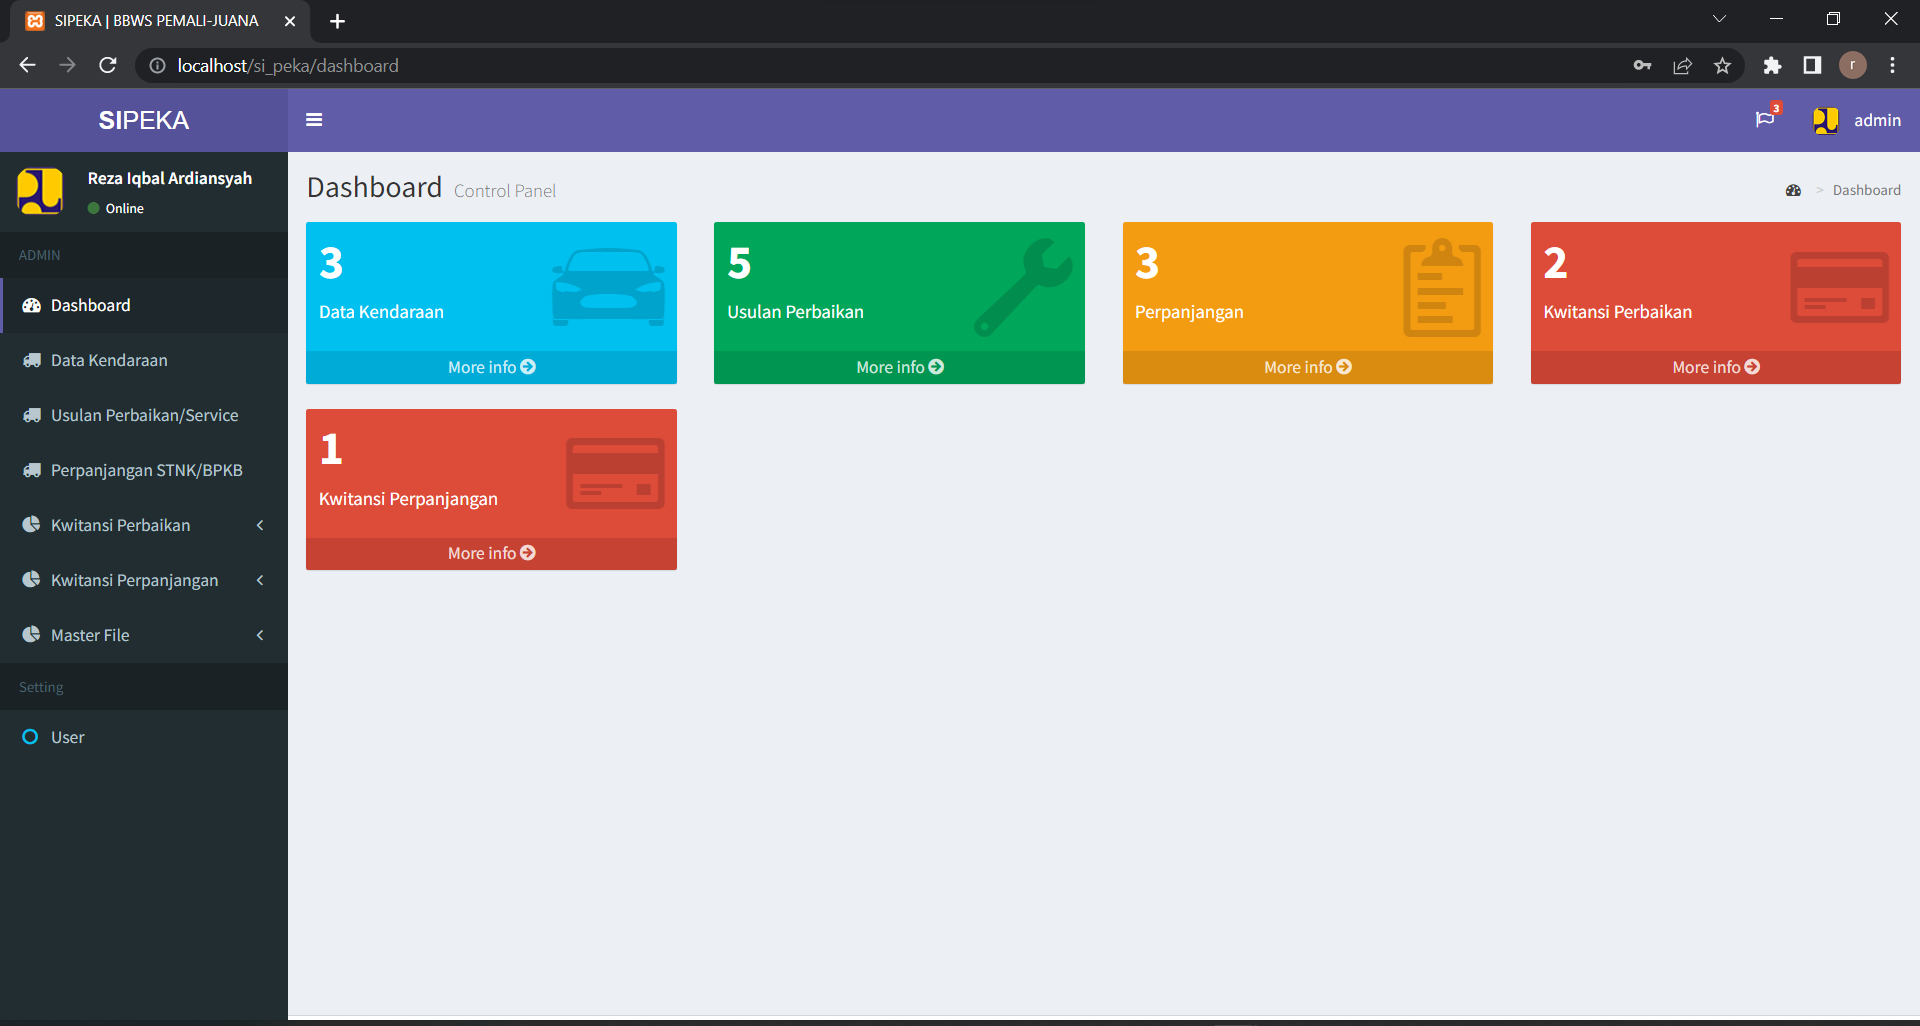 SIPEKA | BBWS PEMALI-JUANA
localhost/si_peka/dashboard
r
SIPEKA
3
admin
Reza Iqbal Ardiansyah
Online
ADMIN
Dashboard
Data Kendaraan
Usulan Perbaikan/Service
Perpanjangan STNK/BPKB
Kwitansi Perbaikan
Kwitansi Perpanjangan
Master File
Setting
User
Dashboard Control Panel
> Dashboard
3
Data Kendaraan
More info
5
Usulan Perbaikan
More info
3
Perpanjangan
More info
2
Kwitansi Perbaikan
More info
1
Kwitansi Perpanjangan
More info